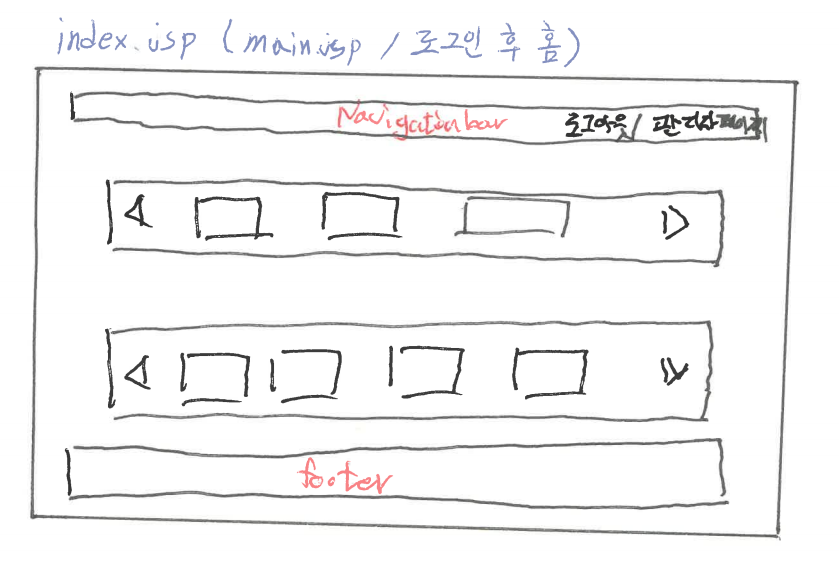 index.jsp (main.jsp / 로그인 후 홈)
Navigation bar 로그아웃 / 관리자페이지
footer